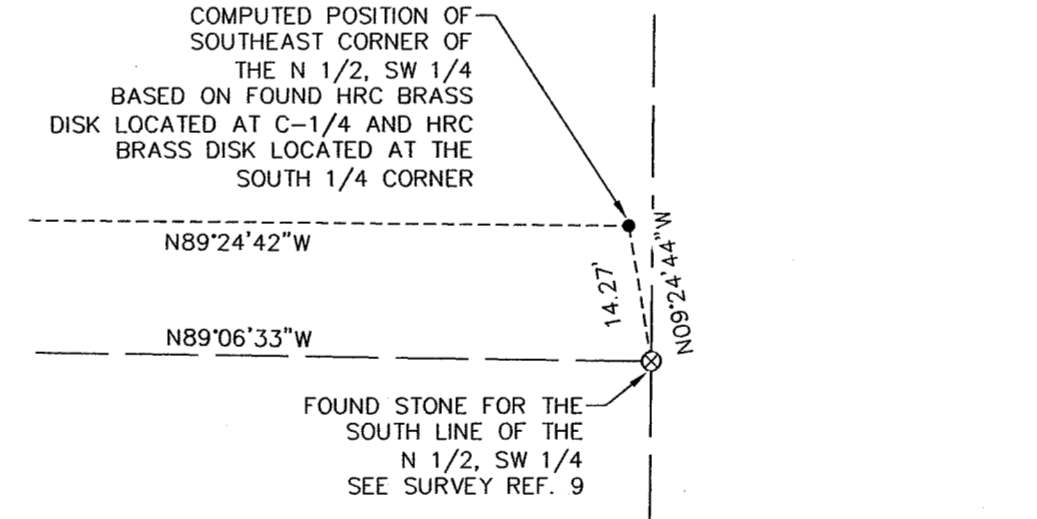 COMPUTED POSITION OF
SOUTHEAST CORNER OF
THE N 1/2, SW 1/4
BASED ON FOUND HRC BRASS
DISK LOCATED AT C-1/4 AND HRC
BRASS DISK LOCATED AT THE
SOUTH 1/4 CORNER
N89°24'42"W
14.27'
N09°24'44"W
N89°06'33"W
FOUND STONE FOR THE
SOUTH LINE OF THE
N 1/2, SW 1/4
SEE SURVEY REF. 9